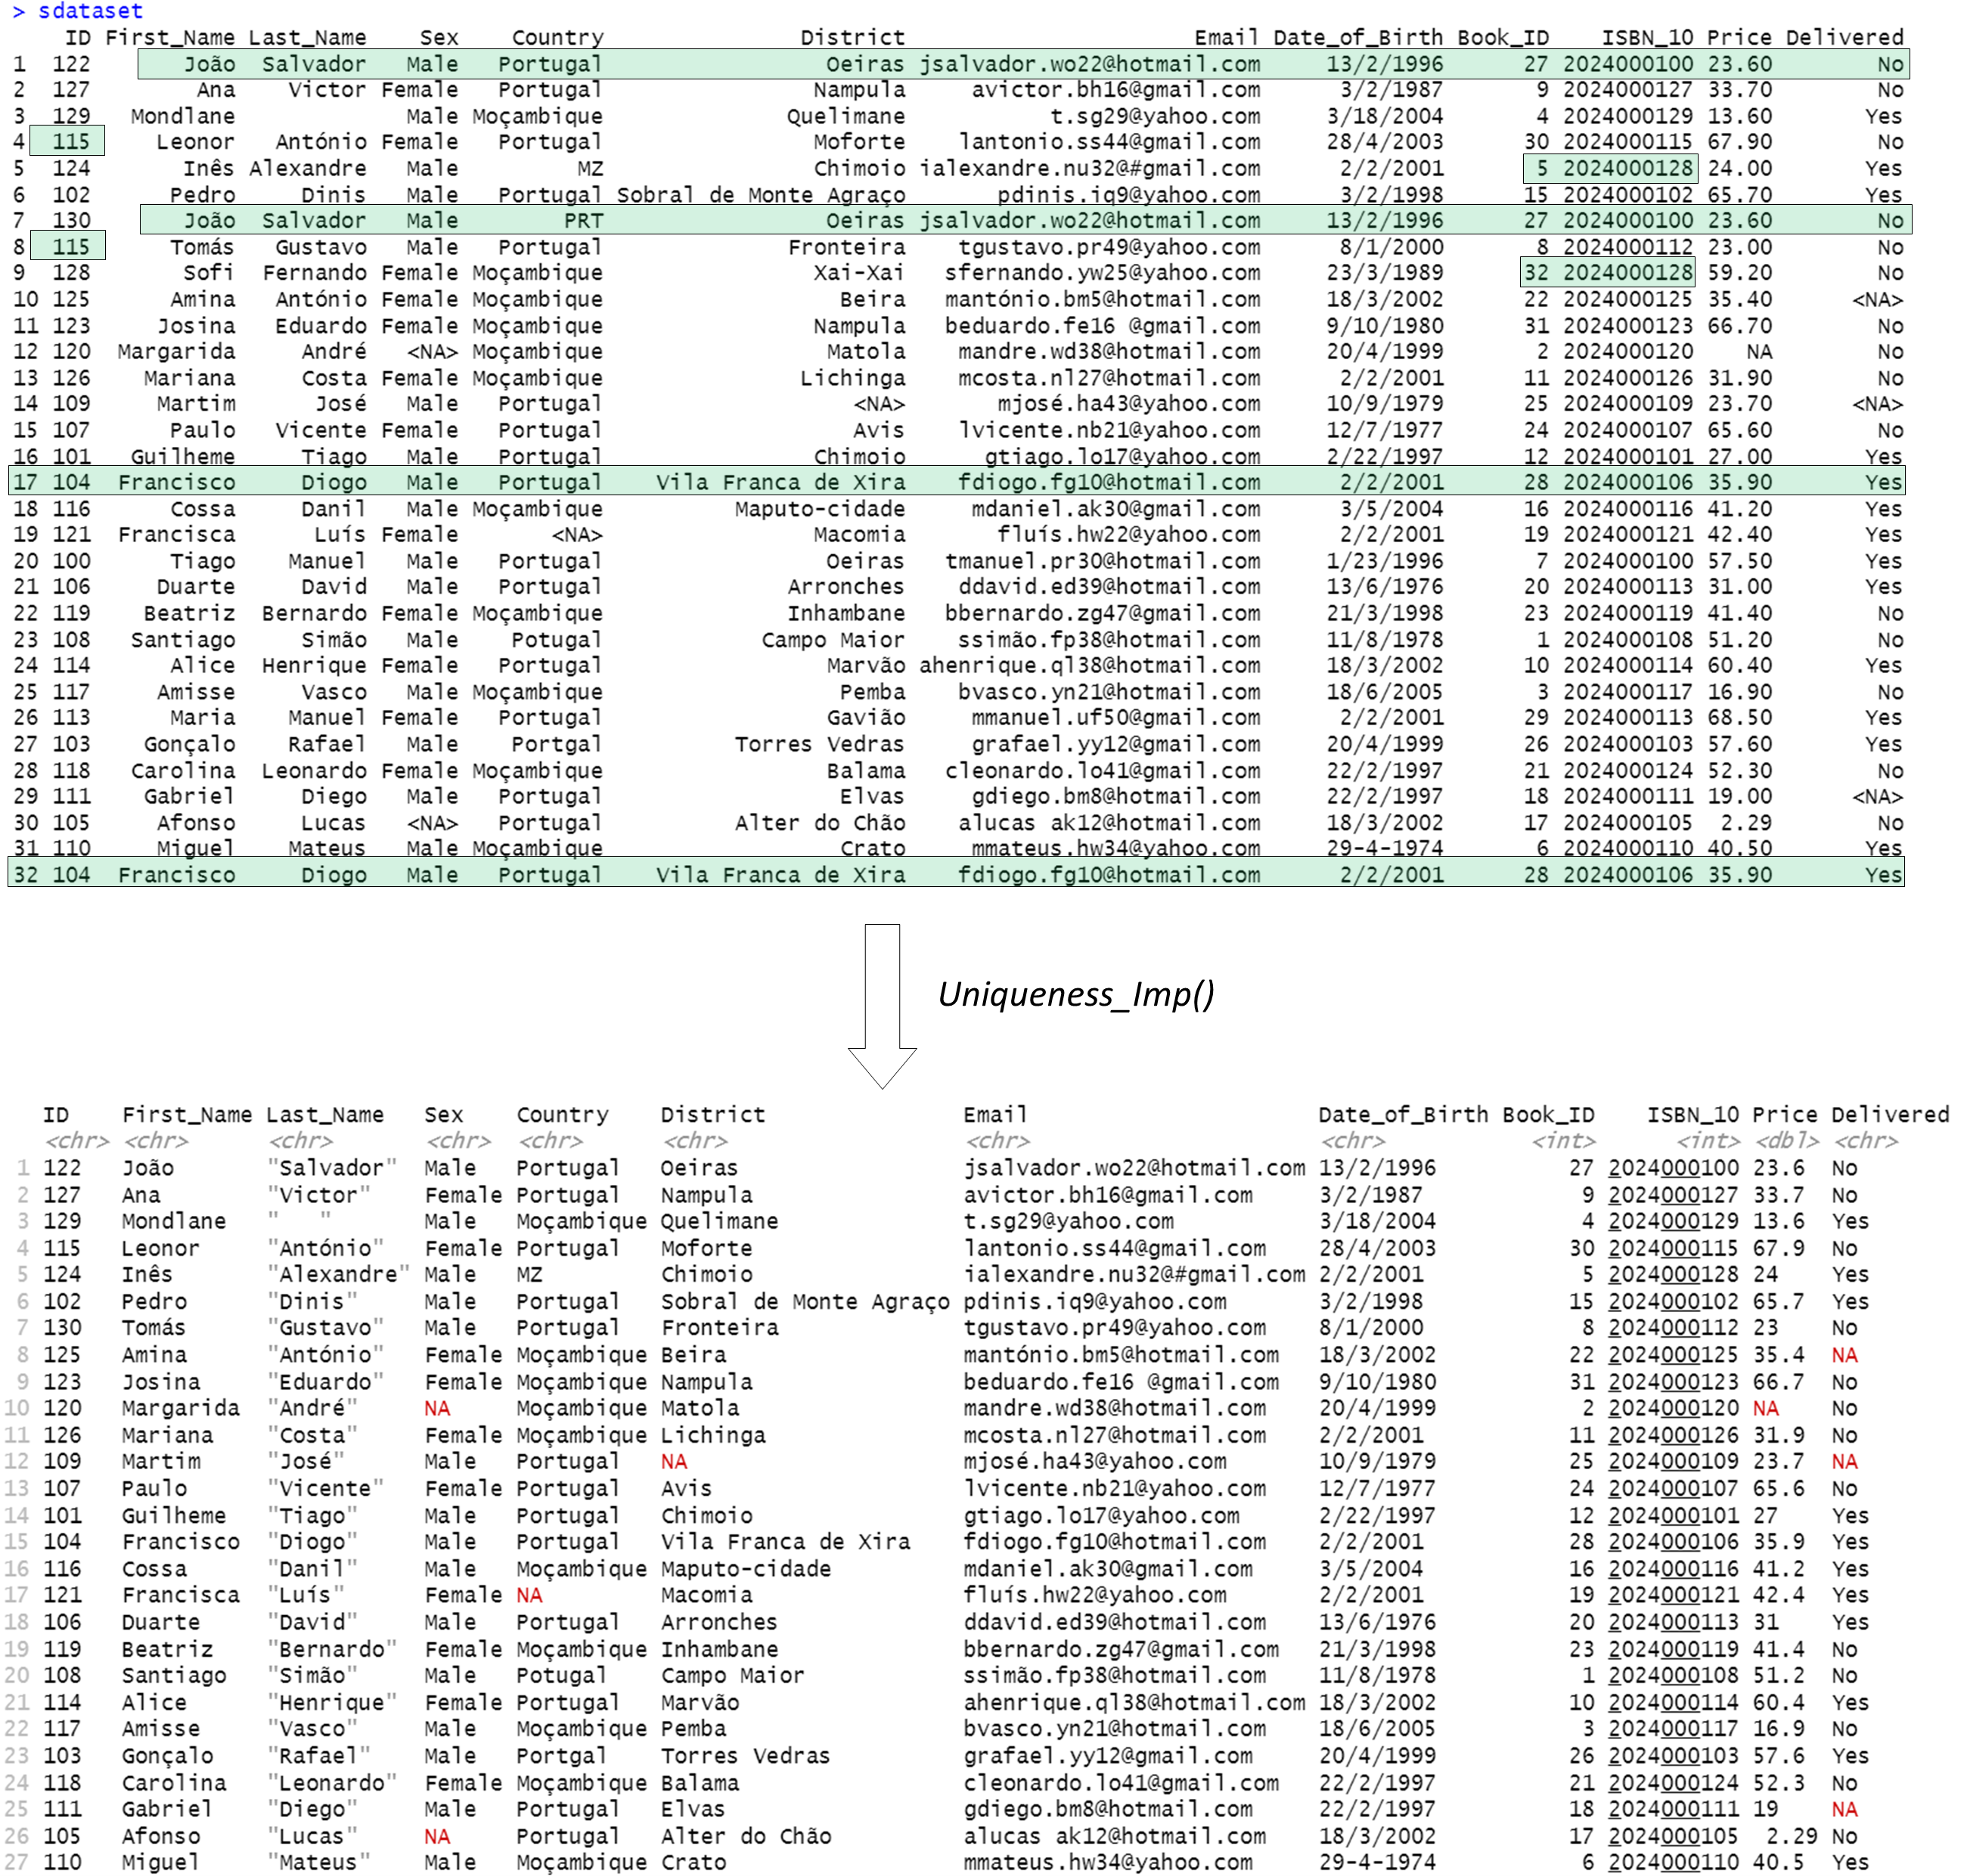 > sdataset
ID First_Name Last_Name Sex Country District Email Date_of_Birth Book_ID ISBN_10 Price Delivered
1 122 João Salvador Male Portugal Oeiras jsalvador.wo22@hotmail.com 13/2/1996 27 2024000100 23.60 No
2 127 Ana Victor Female Portugal Nampula avictor.bh16@gmail.com 3/2/1987 9 2024000127 33.70 No
3 129 Mondlane Male Moçambique Quelimane t.sg29@yahoo.com 3/18/2004 4 2024000129 13.60 Yes
4 115 Leonor António Female Portugal Moforte lantonio.ss44@gmail.com 28/4/2003 30 2024000115 67.90 No
5 124 Inês Alexandre Male MZ Chimoio ialexandre.nu32@#gmail.com 2/2/2001 5 2024000128 24.00 Yes
6 102 Pedro Dinis Male Portugal Sobral de Monte Agraço pdinis.iq9@yahoo.com 3/2/1998 15 2024000102 65.70 Yes
7 130 João Salvador Male PRT Oeiras jsalvador.wo22@hotmail.com 13/2/1996 27 2024000100 23.60 No
8 115 Tomás Gustavo Male Portugal Fronteira tgustavo.pr49@yahoo.com 8/1/2000 8 2024000112 23.00 No
9 128 Sofi Fernando Female Moçambique Xai-Xai sfernando.yw25@yahoo.com 23/3/1989 32 2024000128 59.20 No
10 125 Amina António Female Moçambique Beira mantónio.bm5@hotmail.com 18/3/2002 22 2024000125 35.40 <NA>
11 123 Josina Eduardo Female Moçambique Nampula beduardo.fe16 @gmail.com 9/10/1980 31 2024000123 66.70 No
12 120 Margarida André <NA> Moçambique Matola mandre.wd38@hotmail.com 20/4/1999 2 2024000120 NA No
13 126 Mariana Costa Female Moçambique Lichinga mcosta.nl27@hotmail.com 2/2/2001 11 2024000126 31.90 No
14 109 Martim José Male Portugal <NA> mjosé.ha43@yahoo.com 10/9/1979 25 2024000109 23.70 <NA>
15 107 Paulo Vicente Female Portugal Avis lvicente.nb21@yahoo.com 12/7/1977 24 2024000107 65.60 No
16 101 Guilheme Tiago Male Portugal Chimoio gtiago.lo17@yahoo.com 2/22/1997 12 2024000101 27.00 Yes
17 104 Francisco Diogo Male Portugal Vila Franca de Xira fdiogo.fg10@hotmail.com 2/2/2001 28 2024000106 35.90 Yes
18 116 Cossa Danil Male Moçambique Maputo-cidade mdaniel.ak30@gmail.com 3/5/2004 16 2024000116 41.20 Yes
19 121 Francisca Luís Female <NA> Macomia fluís.hw22@yahoo.com 2/2/2001 19 2024000121 42.40 Yes
20 100 Tiago Manuel Male Portugal Oeiras tmanuel.pr30@hotmail.com 1/23/1996 7 2024000100 57.50 Yes
21 106 Duarte David Male Portugal Arronches ddavid.ed39@hotmail.com 13/6/1976 20 2024000113 31.00 Yes
22 119 Beatriz Bernardo Female Moçambique Inhambane bbernardo.zg47@gmail.com 21/3/1998 23 2024000119 41.40 No
23 108 Santiago Simão Male Potugal Campo Maior ssimão.fp38@hotmail.com 11/8/1978 1 2024000108 51.20 No
24 114 Alice Henrique Female Portugal Marvão ahenrique.ql38@hotmail.com 18/3/2002 10 2024000114 60.40 Yes
25 117 Amisse Vasco Male Moçambique Pemba bvasco.yn21@hotmail.com 18/6/2005 3 2024000117 16.90 No
26 113 Maria Manuel Female Portugal Gavião mmanuel.uf50@gmail.com 2/2/2001 29 2024000113 68.50 Yes
27 103 Gonçalo Rafael Male Portgal Torres Vedras grafael.yy12@gmail.com 20/4/1999 26 2024000103 57.60 Yes
28 118 Carolina Leonardo Female Moçambique Balama cleonardo.lo41@gmail.com 22/2/1997 21 2024000124 52.30 No
29 111 Gabriel Diego Male Portugal Elvas gdiego.bm8@hotmail.com 22/2/1997 18 2024000111 19.00 <NA>
30 105 Afonso Lucas <NA> Portugal Alter do Chão alucas ak12@hotmail.com 18/3/2002 17 2024000105 2.29 No
31 110 Miguel Mateus Male Moçambique Crato mmateus.hw34@yahoo.com 29-4-1974 6 2024000110 40.50 Yes
32 104 Francisco Diogo Male Portugal Vila Franca de Xira fdiogo.fg10@hotmail.com 2/2/2001 28 2024000106 35.90 Yes
Uniqueness_Imp()
ID First_Name Last_Name Sex Country District Email Date_of_Birth Book_ID ISBN_10 Price Delivered
<chr> <chr> <chr> <chr> <chr> <chr> <chr> <chr> <int> <int> <dbl> <chr>
1 122 João "Salvador" Male Portugal Oeiras jsalvador.wo22@hotmail.com 13/2/1996 27 2024000100 23.6 No
2 127 Ana "Victor" Female Portugal Nampula avictor.bh16@gmail.com 3/2/1987 9 2024000127 33.7 No
3 129 Mondlane "   " Male Moçambique Quelimane t.sg29@yahoo.com 3/18/2004 4 2024000129 13.6 Yes
4 115 Leonor "António" Female Portugal Moforte lantonio.ss44@gmail.com 28/4/2003 30 2024000115 67.9 No
5 124 Inês "Alexandre" Male MZ Chimoio ialexandre.nu32@#gmail.com 2/2/2001 5 2024000128 24 Yes
6 102 Pedro "Dinis" Male Portugal Sobral de Monte Agraço pdinis.iq9@yahoo.com 3/2/1998 15 2024000102 65.7 Yes
7 130 Tomás "Gustavo" Male Portugal Fronteira tgustavo.pr49@yahoo.com 8/1/2000 8 2024000112 23 No
8 125 Amina "António" Female Moçambique Beira mantónio.bm5@hotmail.com 18/3/2002 22 2024000125 35.4 NA
9 123 Josina "Eduardo" Female Moçambique Nampula beduardo.fe16 @gmail.com 9/10/1980 31 2024000123 66.7 No
10 120 Margarida "André" NA Moçambique Matola mandre.wd38@hotmail.com 20/4/1999 2 2024000120 NA No
11 126 Mariana "Costa" Female Moçambique Lichinga mcosta.nl27@hotmail.com 2/2/2001 11 2024000126 31.9 No
12 109 Martim "José" Male Portugal NA mjosé.ha43@yahoo.com 10/9/1979 25 2024000109 23.7 NA
13 107 Paulo "Vicente" Female Portugal Avis lvicente.nb21@yahoo.com 12/7/1977 24 2024000107 65.6 No
14 101 Guilheme "Tiago" Male Portugal Chimoio gtiago.lo17@yahoo.com 2/22/1997 12 2024000101 27 Yes
15 104 Francisco "Diogo" Male Portugal Vila Franca de Xira fdiogo.fg10@hotmail.com 2/2/2001 28 2024000106 35.9 Yes
16 116 Cossa "Danil" Male Moçambique Maputo-cidade mdaniel.ak30@gmail.com 3/5/2004 16 2024000116 41.2 Yes
17 121 Francisca "Luís" Female NA Macomia fluís.hw22@yahoo.com 2/2/2001 19 2024000121 42.4 Yes
18 106 Duarte "David" Male Portugal Arronches ddavid.ed39@hotmail.com 13/6/1976 20 2024000113 31 Yes
19 119 Beatriz "Bernardo" Female Moçambique Inhambane bbernardo.zg47@gmail.com 21/3/1998 23 2024000119 41.4 No
20 108 Santiago "Simão" Male Potugal Campo Maior ssimão.fp38@hotmail.com 11/8/1978 1 2024000108 51.2 No
21 114 Alice "Henrique" Female Portugal Marvão ahenrique.ql38@hotmail.com 18/3/2002 10 2024000114 60.4 Yes
22 117 Amisse "Vasco" Male Moçambique Pemba bvasco.yn21@hotmail.com 18/6/2005 3 2024000117 16.9 No
23 103 Gonçalo "Rafael" Male Portgal Torres Vedras grafael.yy12@gmail.com 20/4/1999 26 2024000103 57.6 Yes
24 118 Carolina "Leonardo" Female Moçambique Balama cleonardo.lo41@gmail.com 22/2/1997 21 2024000124 52.3 No
25 111 Gabriel "Diego" Male Portugal Elvas gdiego.bm8@hotmail.com 22/2/1997 18 2024000111 19 NA
26 105 Afonso "Lucas" NA Portugal Alter do Chão alucas ak12@hotmail.com 18/3/2002 17 2024000105 2.29 No
27 110 Miguel "Mateus" Male Moçambique Crato mmateus.hw34@yahoo.com 29-4-1974 6 2024000110 40.5 Yes